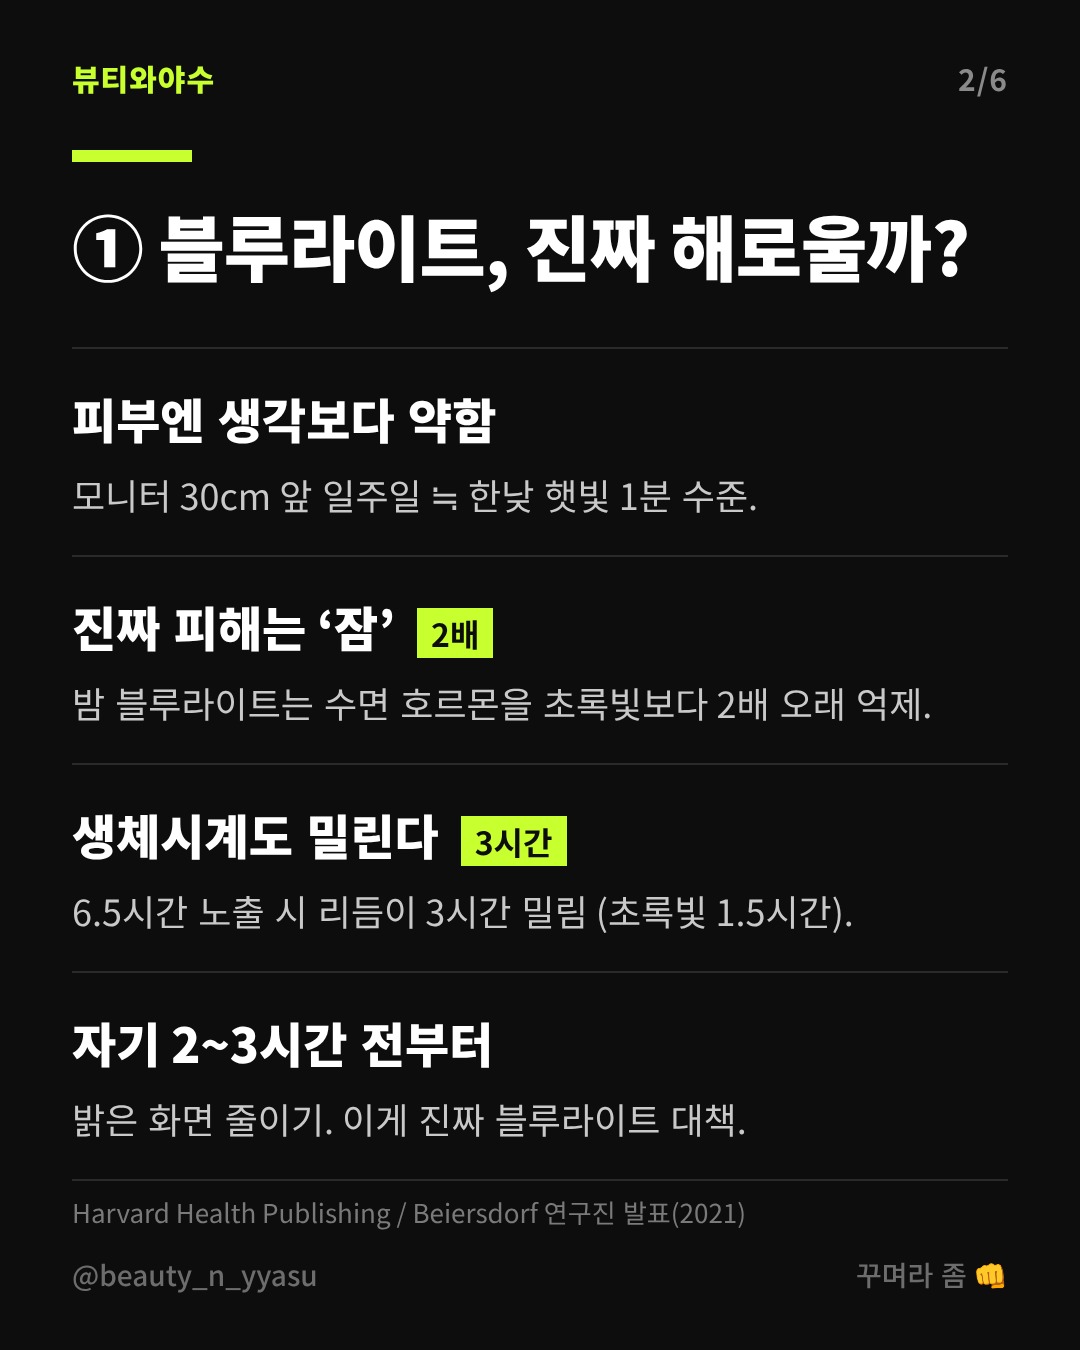 뷰티와야수
2/6
① 블루라이트, 진짜 해로울까?
피부엔 생각보다 약함
모니터 30cm 앞 일주일 ≒ 한낮 햇빛 1분 수준.
진짜 피해는 ‘잠’ 2배
밤 블루라이트는 수면 호르몬을 초록빛보다 2배 오래 억제.
생체시계도 밀린다 3시간
6.5시간 노출 시 리듬이 3시간 밀림 (초록빛 1.5시간).
자기 2~3시간 전부터
밝은 화면 줄이기. 이게 진짜 블루라이트 대책.
Harvard Health Publishing / Beiersdorf 연구진 발표(2021)
@beauty_n_yyasu
꾸며라 좀 👊